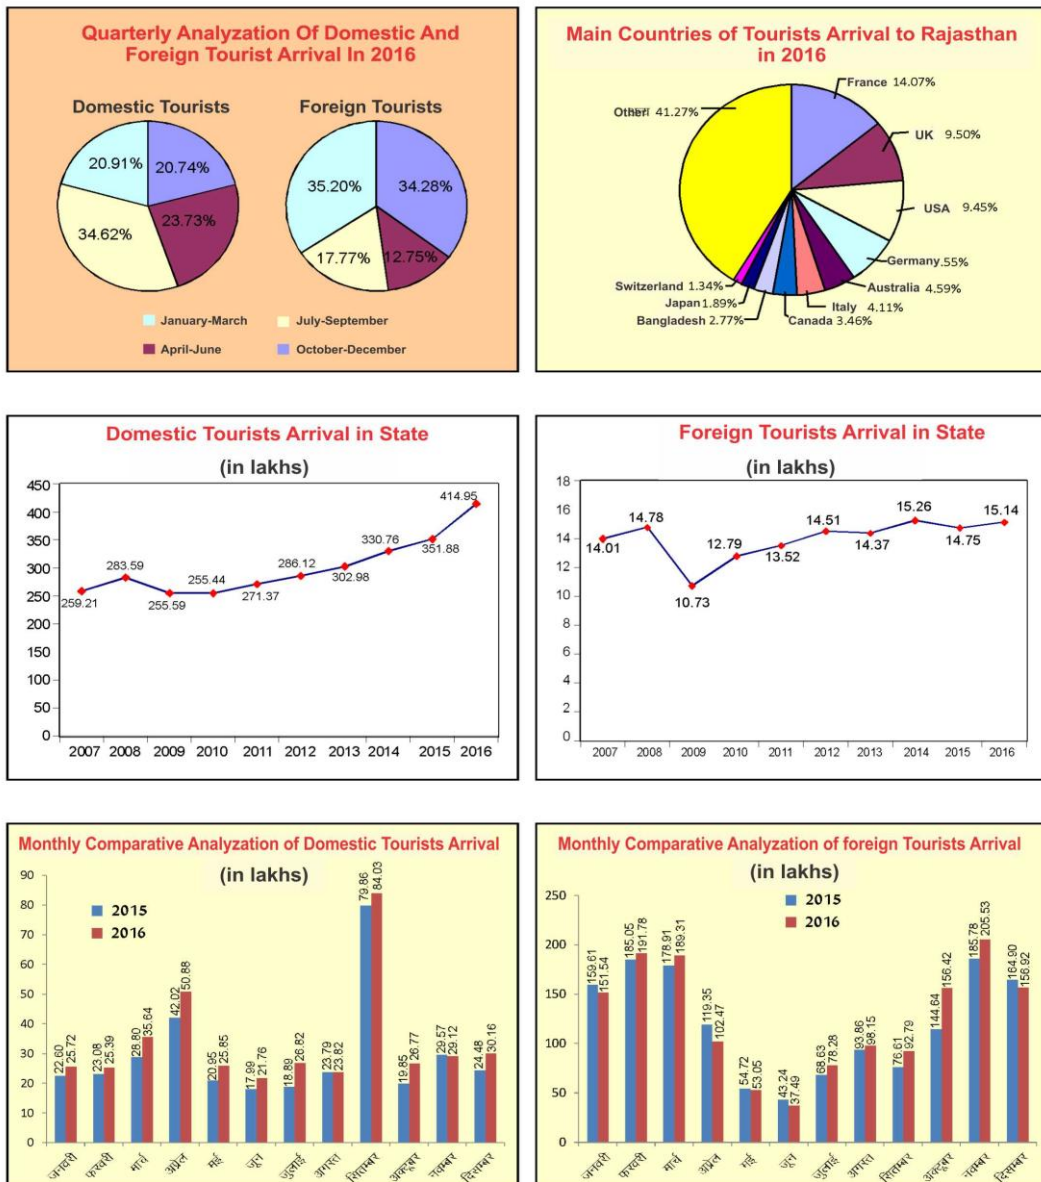 Quarterly Analyzation Of Domestic And
Foreign Tourist Arrival In 2016
Domestic Tourists
Foreign Tourists
20.91%
20.74%
34.62%
23.73%
35.20%
34.28%
17.77%
12.75%
January-March
July-September
April-June
October-December
Main Countries of Tourists Arrival to Rajasthan
in 2016
France 14.07%
Other 41.27%
UK 9.50%
USA 9.45%
Germany .55%
Australia 4.59%
Switzerland 1.34%
Italy 4.11%
Japan 1.89%
Canada 3.46%
Bangladesh 2.77%
Domestic Tourists Arrival in State
(in lakhs)
450
400
350
300
250
200
150
100
50
0
259.21
283.59
255.59
255.44
271.37
286.12
302.98
330.76
351.88
414.95
2007 2008 2009 2010 2011 2012 2013 2014 2015 2016
Foreign Tourists Arrival in State
(in lakhs)
18
16
14
12
10
8
6
4
2
0
14.01
14.78
10.73
12.79
13.52
14.51
14.37
15.26
14.75
15.14
2007 2008 2009 2010 2011 2012 2013 2014 2015 2016
Monthly Comparative Analyzation of Domestic Tourists Arrival
(in lakhs)
2015
2016
90
80
70
60
50
40
30
20
10
0
22.60 25.72
23.08 25.39
28.80 35.64
42.02 50.88
20.95 25.85
17.99 21.76
18.89 26.82
23.79 23.82
79.86 84.03
19.85 26.77
29.57 29.12
24.48 30.16
जनवरी फरवरी मार्च अप्रेल मई जून जुलाई अगस्त सितम्बर अक्टूबर नवम्बर दिसम्बर
Monthly Comparative Analyzation of foreign Tourists Arrival
(in lakhs)
2015
2016
250
200
150
100
50
0
159.61 151.54
185.05 191.78
178.91 189.31
119.35 102.47
54.72 53.05
43.24 37.49
68.63 78.28
93.86 98.15
76.61 92.79
144.64 156.42
185.78 205.53
164.90 156.92
जनवरी फरवरी मार्च अप्रेल मई जून जुलाई अगस्त सितम्बर अक्टूबर नवम्बर दिसम्बर